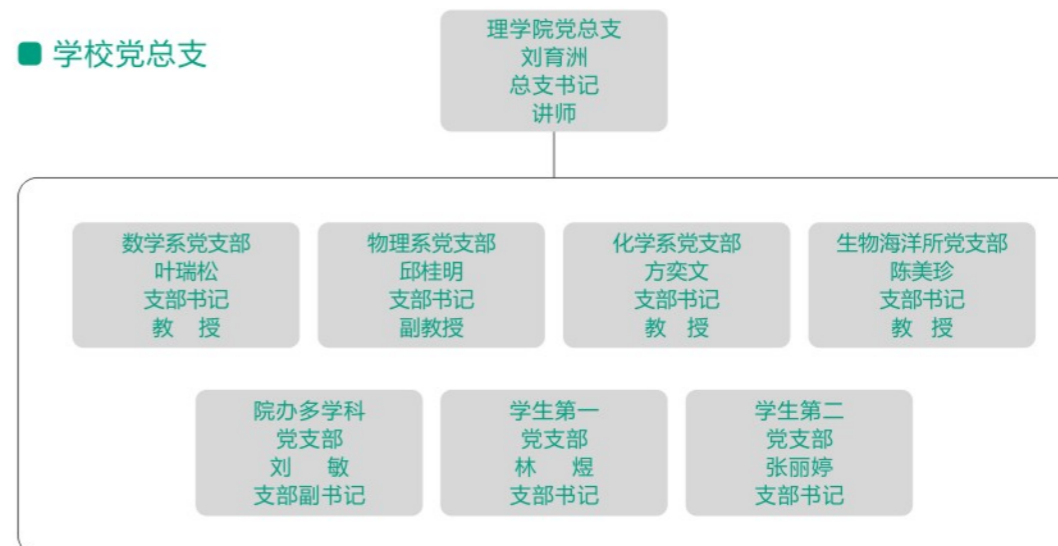 学校党总支
理学院党总支
刘育洲
总支书记
讲师
数学系党支部
叶瑞松
支部书记
教 授
物理系党支部
邱桂明
支部书记
副教授
化学系党支部
方奕文
支部书记
教 授
生物海洋所党支部
陈美珍
支部书记
教 授
院办多学科
党支部
刘 敏
支部副书记
学生第一
党支部
林 煜
支部书记
学生第二
党支部
张丽婷
支部书记